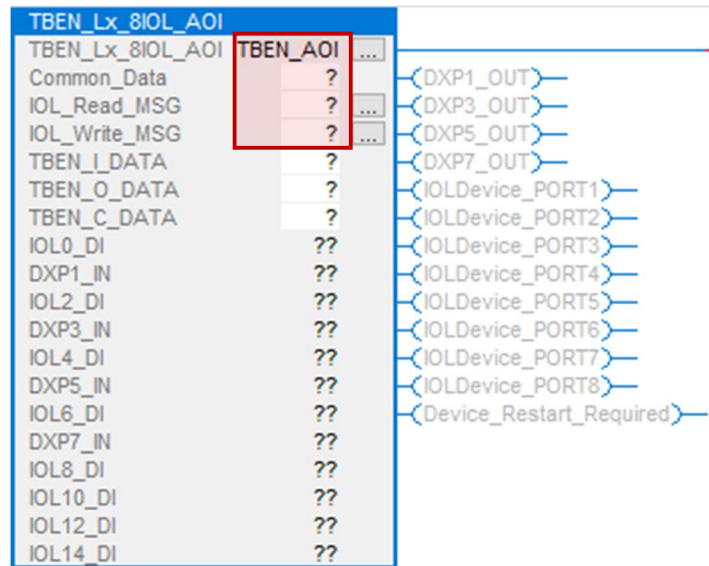 TBEN_Lx_8IOL_AOI
TBEN_Lx_8IOL_AOI TBEN_AOI ...
Common_Data ? DXP1_OUT
IOL_Read_MSG ? ... DXP3_OUT
IOL_Write_MSG ? ... DXP5_OUT
TBEN_I_DATA ? DXP7_OUT
TBEN_O_DATA ? IOLDevice_PORT1
TBEN_C_DATA ? IOLDevice_PORT2
IOL0_DI ?? IOLDevice_PORT3
DXP1_IN ?? IOLDevice_PORT4
IOL2_DI ?? IOLDevice_PORT5
DXP3_IN ?? IOLDevice_PORT6
IOL4_DI ?? IOLDevice_PORT7
DXP5_IN ?? IOLDevice_PORT8
IOL6_DI ?? Device_Restart_Required
DXP7_IN ??
IOL8_DI ??
IOL10_DI ??
IOL12_DI ??
IOL14_DI ??